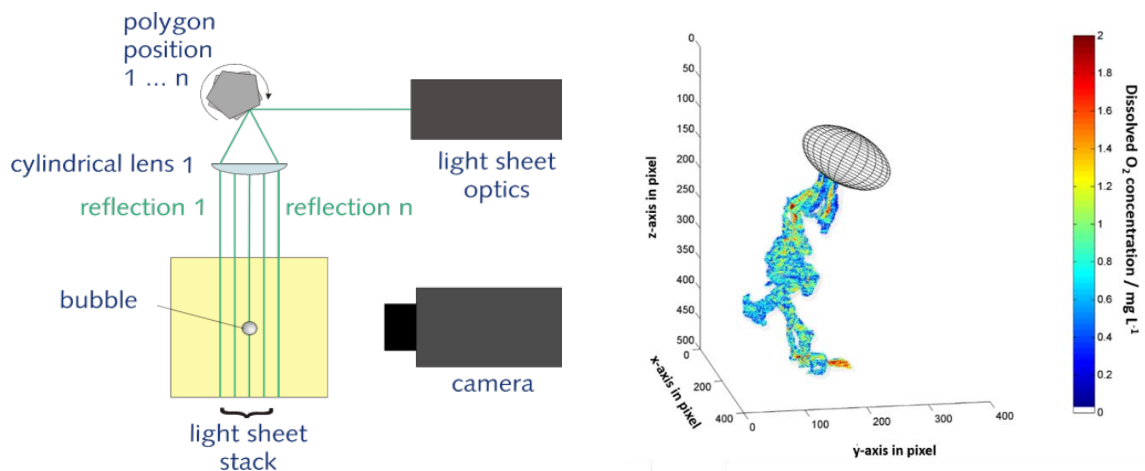 polygon
position
1 ... n
cylindrical lens 1
light sheet
optics
reflection 1
reflection n
bubble
camera
light sheet
stack
0
50
100
150
200
250
300
350
400
450
500
z-axis in pixel
0
200
400
x-axis in pixel
0
100
200
300
400
y-axis in pixel
2
1.8
1.6
1.4
1.2
1
0.8
0.6
0.4
0.2
0
Dissolved O₂ concentration / mg L⁻¹